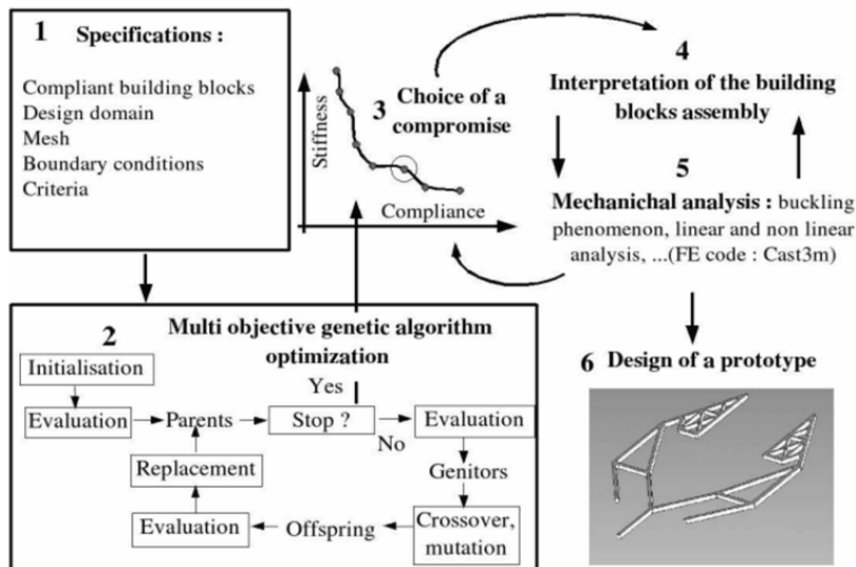 1 Specifications :
Compliant building blocks
Design domain
Mesh
Boundary conditions
Criteria
Stiffness
Compliance
3 Choice of a
compromise
4
Interpretation of the building
blocks assembly
5
Mechanichal analysis : buckling
phenomenon, linear and non linear
analysis, ...(FE code : Cast3m)
2 Multi objective genetic algorithm
optimization
Initialisation
Yes
Evaluation
Parents
Stop ?
Evaluation
No
Replacement
Genitors
Evaluation
Offspring
Crossover,
mutation
6 Design of a prototype